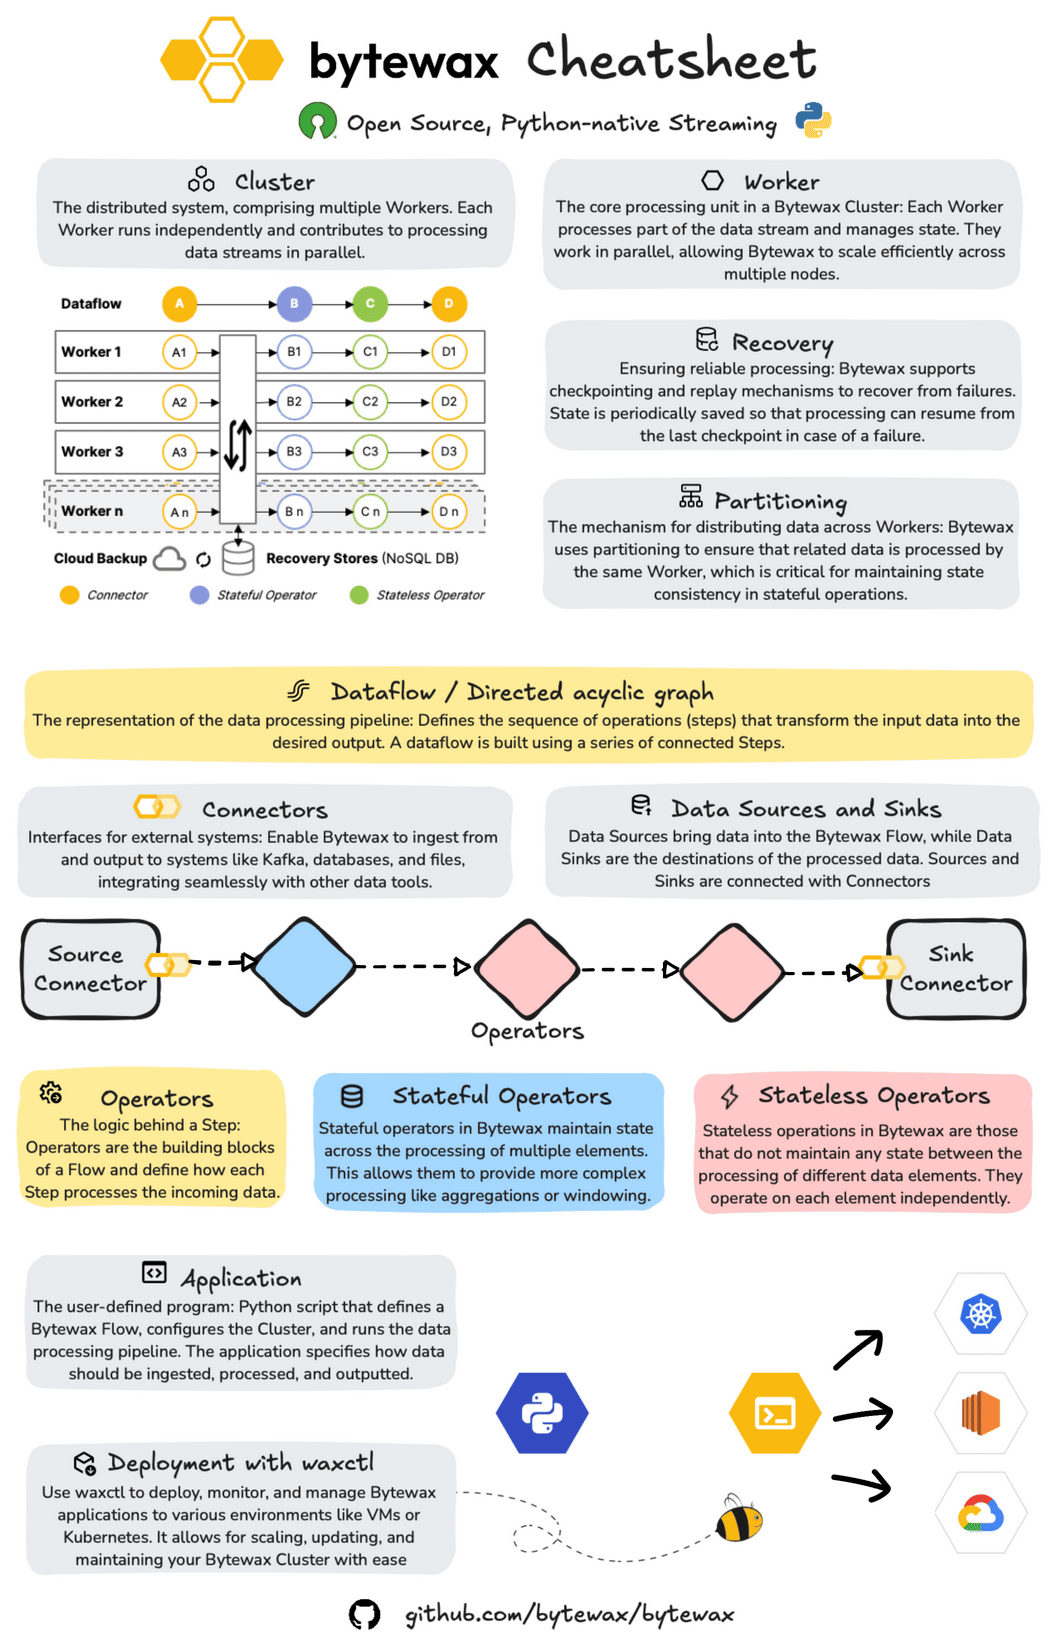 bytewax Cheatsheet
Open Source, Python-native Streaming
Cluster
The distributed system, comprising multiple Workers. Each
Worker runs independently and contributes to processing
data streams in parallel.
Worker
The core processing unit in a Bytewax Cluster: Each Worker
processes part of the data stream and manages state. They
work in parallel, allowing Bytewax to scale efficiently across
multiple nodes.
Dataflow A B C D
Worker 1 A1 B1 C1 D1
Worker 2 A2 B2 C2 D2
Worker 3 A3 B3 C3 D3
Worker n A n B n C n D n
Cloud Backup Recovery Stores (NoSQL DB)
Connector Stateful Operator Stateless Operator
Recovery
Ensuring reliable processing: Bytewax supports
checkpointing and replay mechanisms to recover from failures.
State is periodically saved so that processing can resume from
the last checkpoint in case of a failure.
Partitioning
The mechanism for distributing data across Workers: Bytewax
uses partitioning to ensure that related data is processed by
the same Worker, which is critical for maintaining state
consistency in stateful operations.
Dataflow / Directed acyclic graph
The representation of the data processing pipeline: Defines the sequence of operations (steps) that transform the input data into the
desired output. A dataflow is built using a series of connected Steps.
Connectors
Interfaces for external systems: Enable Bytewax to ingest from
and output to systems like Kafka, databases, and files,
integrating seamlessly with other data tools.
Data Sources and Sinks
Data Sources bring data into the Bytewax Flow, while Data
Sinks are the destinations of the processed data. Sources and
Sinks are connected with Connectors
Source
Connector
Operators
Sink
Connector
Operators
The logic behind a Step:
Operators are the building blocks
of a Flow and define how each
Step processes the incoming data.
Stateful Operators
Stateful operators in Bytewax maintain state
across the processing of multiple elements.
This allows them to provide more complex
processing like aggregations or windowing.
Stateless Operators
Stateless operations in Bytewax are those
that do not maintain any state between the
processing of different data elements. They
operate on each element independently.
Application
The user-defined program: Python script that defines a
Bytewax Flow, configures the Cluster, and runs the data
processing pipeline. The application specifies how data
should be ingested, processed, and outputted.
Deployment with waxctl
Use waxctl to deploy, monitor, and manage Bytewax
applications to various environments like VMs or
Kubernetes. It allows for scaling, updating, and
maintaining your Bytewax Cluster with ease
github.com/bytewax/bytewax